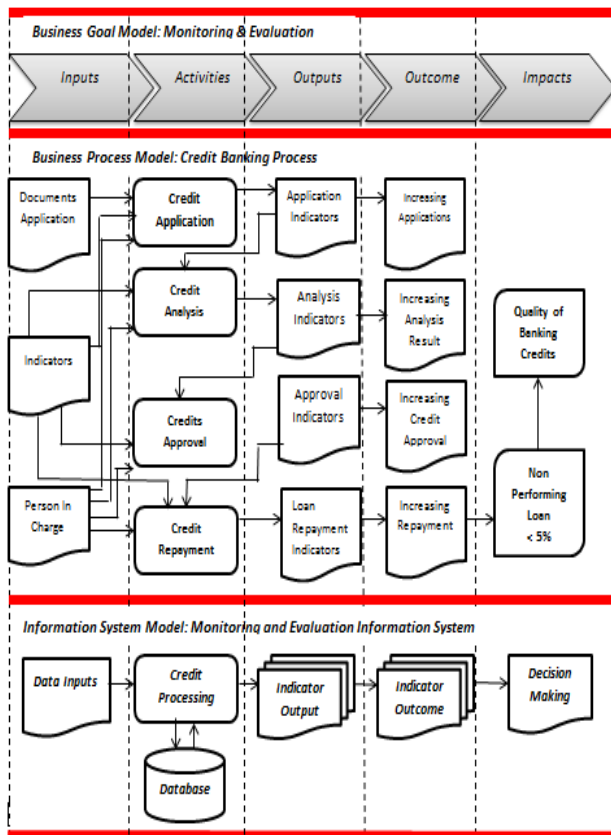 Business Goal Model: Monitoring & Evaluation
Inputs
Activities
Outputs
Outcome
Impacts
Business Process Model: Credit Banking Process
Documents
Application
Credit
Application
Application
Indicators
Increasing
Applications
Credit
Analysis
Analysis
Indicators
Increasing
Analysis
Result
Quality of
Banking
Credits
Indicators
Credits
Approval
Approval
Indicators
Increasing
Credit
Approval
Person In
Charge
Credit
Repayment
Loan
Repayment
Indicators
Increasing
Repayment
Non
Performing
Loan
< 5%
Information System Model: Monitoring and Evaluation Information System
Data Inputs
Credit
Processing
Indicator
Output
Indicator
Outcome
Decision
Making
Database